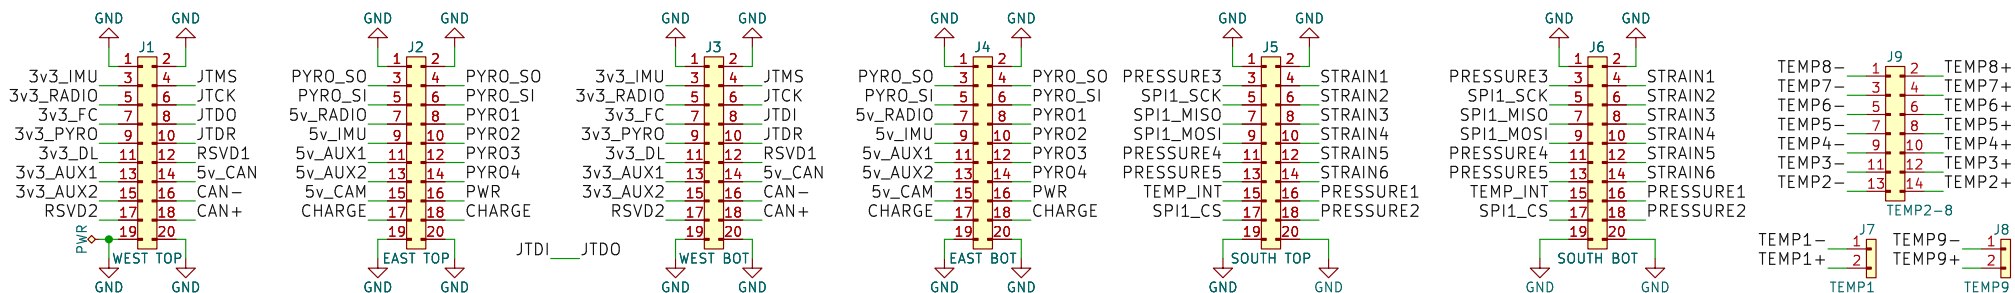 GND GND GND GND GND GND GND GND GND GND GND GND
J1 J2 J3 J4 J5 J6 J9
1 2 1 2 1 2 1 2 1 2 1 2
3v3_IMU 3 4 JTMS PYRO_SO 3 4 PYRO_SO 3v3_IMU 3 4 JTMS PYRO_SO 3 4 PYRO_SO PRESSURE3 3 4 STRAIN1 PRESSURE3 3 4 STRAIN1 TEMP8- 1 2 TEMP8+
3v3_RADIO 5 6 JTCK PYRO_SI 5 6 PYRO_SI 3v3_RADIO 5 6 JTCK PYRO_SI 5 6 PYRO_SI SPI1_SCK 5 6 STRAIN2 SPI1_SCK 5 6 STRAIN2 TEMP7- 3 4 TEMP7+
3v3_FC 7 8 JTDO 5v_RADIO 7 8 PYRO1 3v3_FC 7 8 JTDI 5v_RADIO 7 8 PYRO1 SPI1_MISO 7 8 STRAIN3 SPI1_MISO 7 8 STRAIN3 TEMP6- 5 6 TEMP6+
3v3_PYRO 9 10 JTDR 5v_IMU 9 10 PYRO2 3v3_PYRO 9 10 JTDR 5v_IMU 9 10 PYRO2 SPI1_MOSI 9 10 STRAIN4 SPI1_MOSI 9 10 STRAIN4 TEMP5- 7 8 TEMP5+
3v3_DL 11 12 RSVD1 5v_AUX1 11 12 PYRO3 3v3_DL 11 12 RSVD1 5v_AUX1 11 12 PYRO3 PRESSURE4 11 12 STRAIN5 PRESSURE4 11 12 STRAIN5 TEMP4- 9 10 TEMP4+
3v3_AUX1 13 14 5v_CAN 5v_AUX2 13 14 PYRO4 3v3_AUX1 13 14 5v_CAN 5v_AUX2 13 14 PYRO4 PRESSURE5 13 14 STRAIN6 PRESSURE5 13 14 STRAIN6 TEMP3- 11 12 TEMP3+
3v3_AUX2 15 16 CAN- 5v_CAM 15 16 PWR 3v3_AUX2 15 16 CAN- 5v_CAM 15 16 PWR TEMP_INT 15 16 PRESSURE1 TEMP_INT 15 16 PRESSURE1 TEMP2- 13 14 TEMP2+
RSVD2 17 18 CAN+ CHARGE 17 18 CHARGE RSVD2 17 18 CAN+ CHARGE 17 18 CHARGE SPI1_CS 17 18 PRESSURE2 SPI1_CS 17 18 PRESSURE2 TEMP2-8
PWR 19 20 19 20 19 20 19 20 19 20 19 20 J7 J8
JTDI JTDO TEMP1- 1 TEMP9- 1
WEST TOP EAST TOP WEST BOT EAST BOT SOUTH TOP SOUTH BOT TEMP1+ 2 TEMP9+ 2
GND GND GND GND GND GND GND GND GND GND GND GND TEMP1 TEMP9